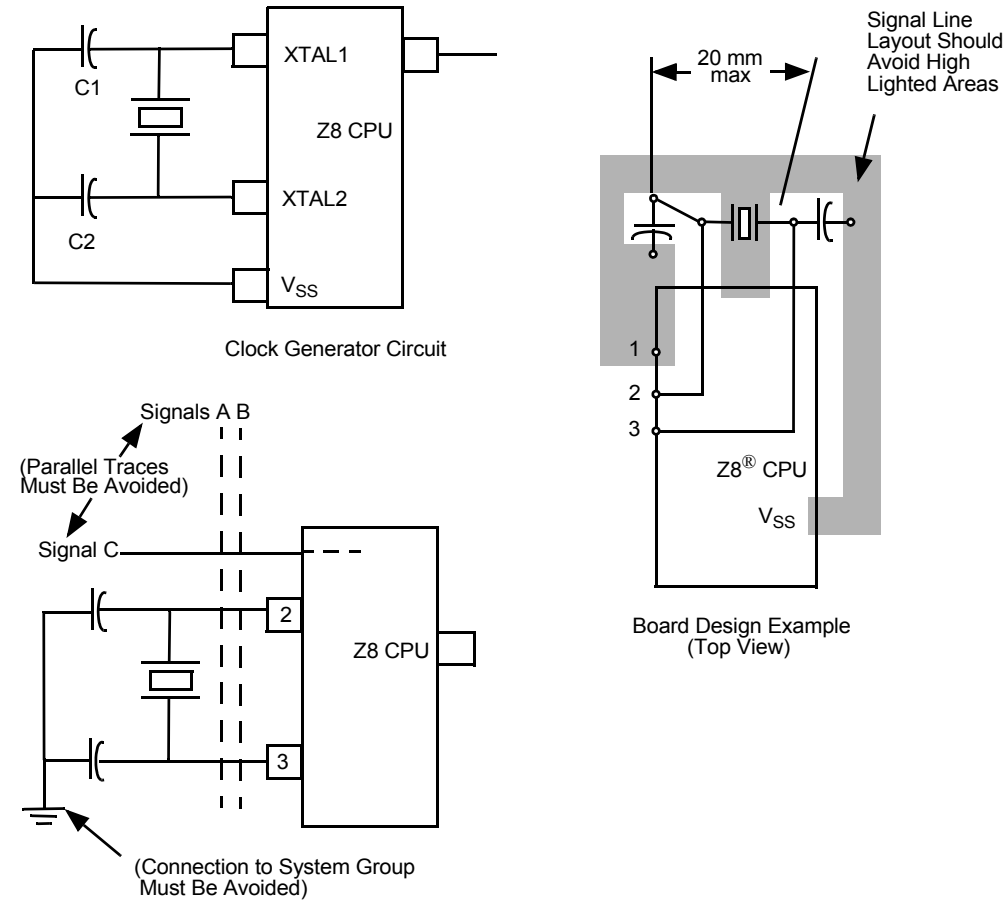 XTAL1
C1
Z8 CPU
XTAL2
C2
VSS
Clock Generator Circuit
Signal Line
Layout Should
Avoid High
Lighted Areas
20 mm
max
1
2
3
Z8® CPU
VSS
Board Design Example
(Top View)
Signals A B
(Parallel Traces
Must Be Avoided)
Signal C
2
Z8 CPU
3
(Connection to System Group
Must Be Avoided)